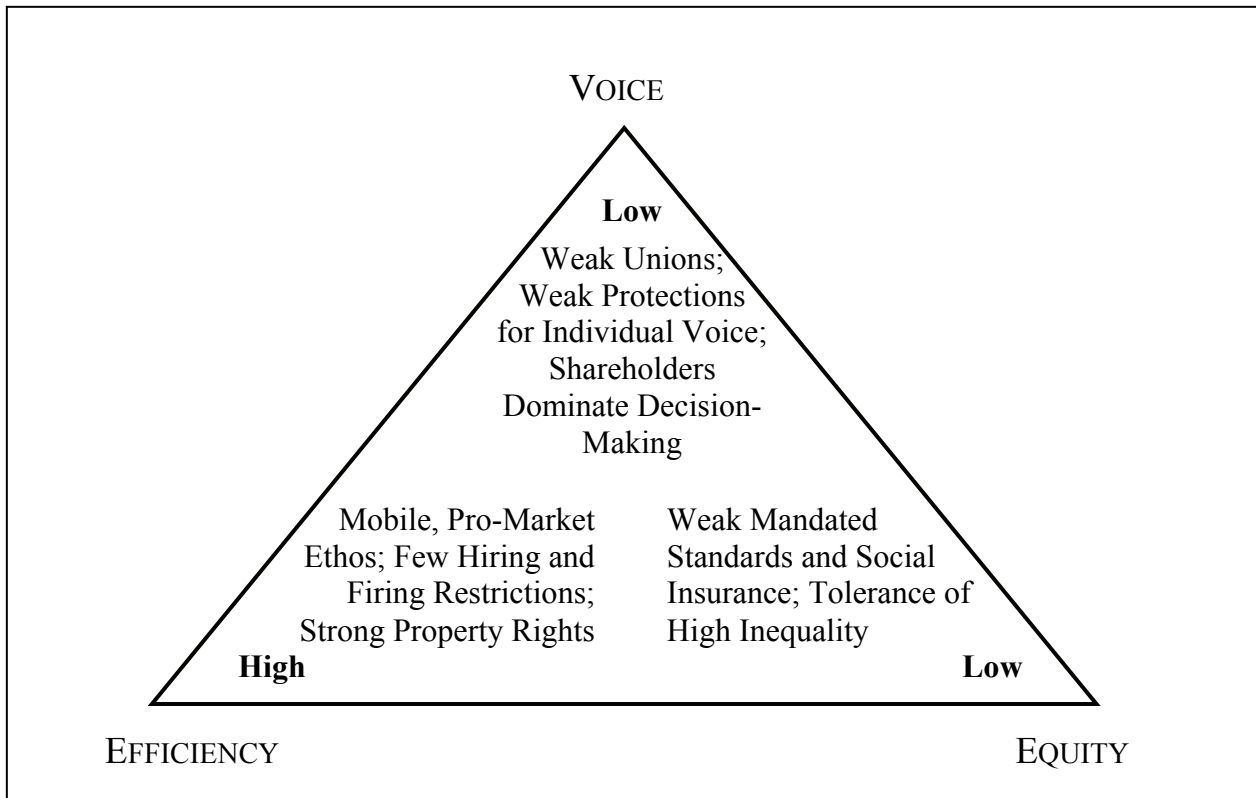 VOICE
Low
Weak Unions;
Weak Protections
for Individual Voice;
Shareholders
Dominate Decision-
Making
Mobile, Pro-Market
Ethos; Few Hiring and
Firing Restrictions;
Strong Property Rights
High
Weak Mandated
Standards and Social
Insurance; Tolerance of
High Inequality
Low
EFFICIENCY
EQUITY